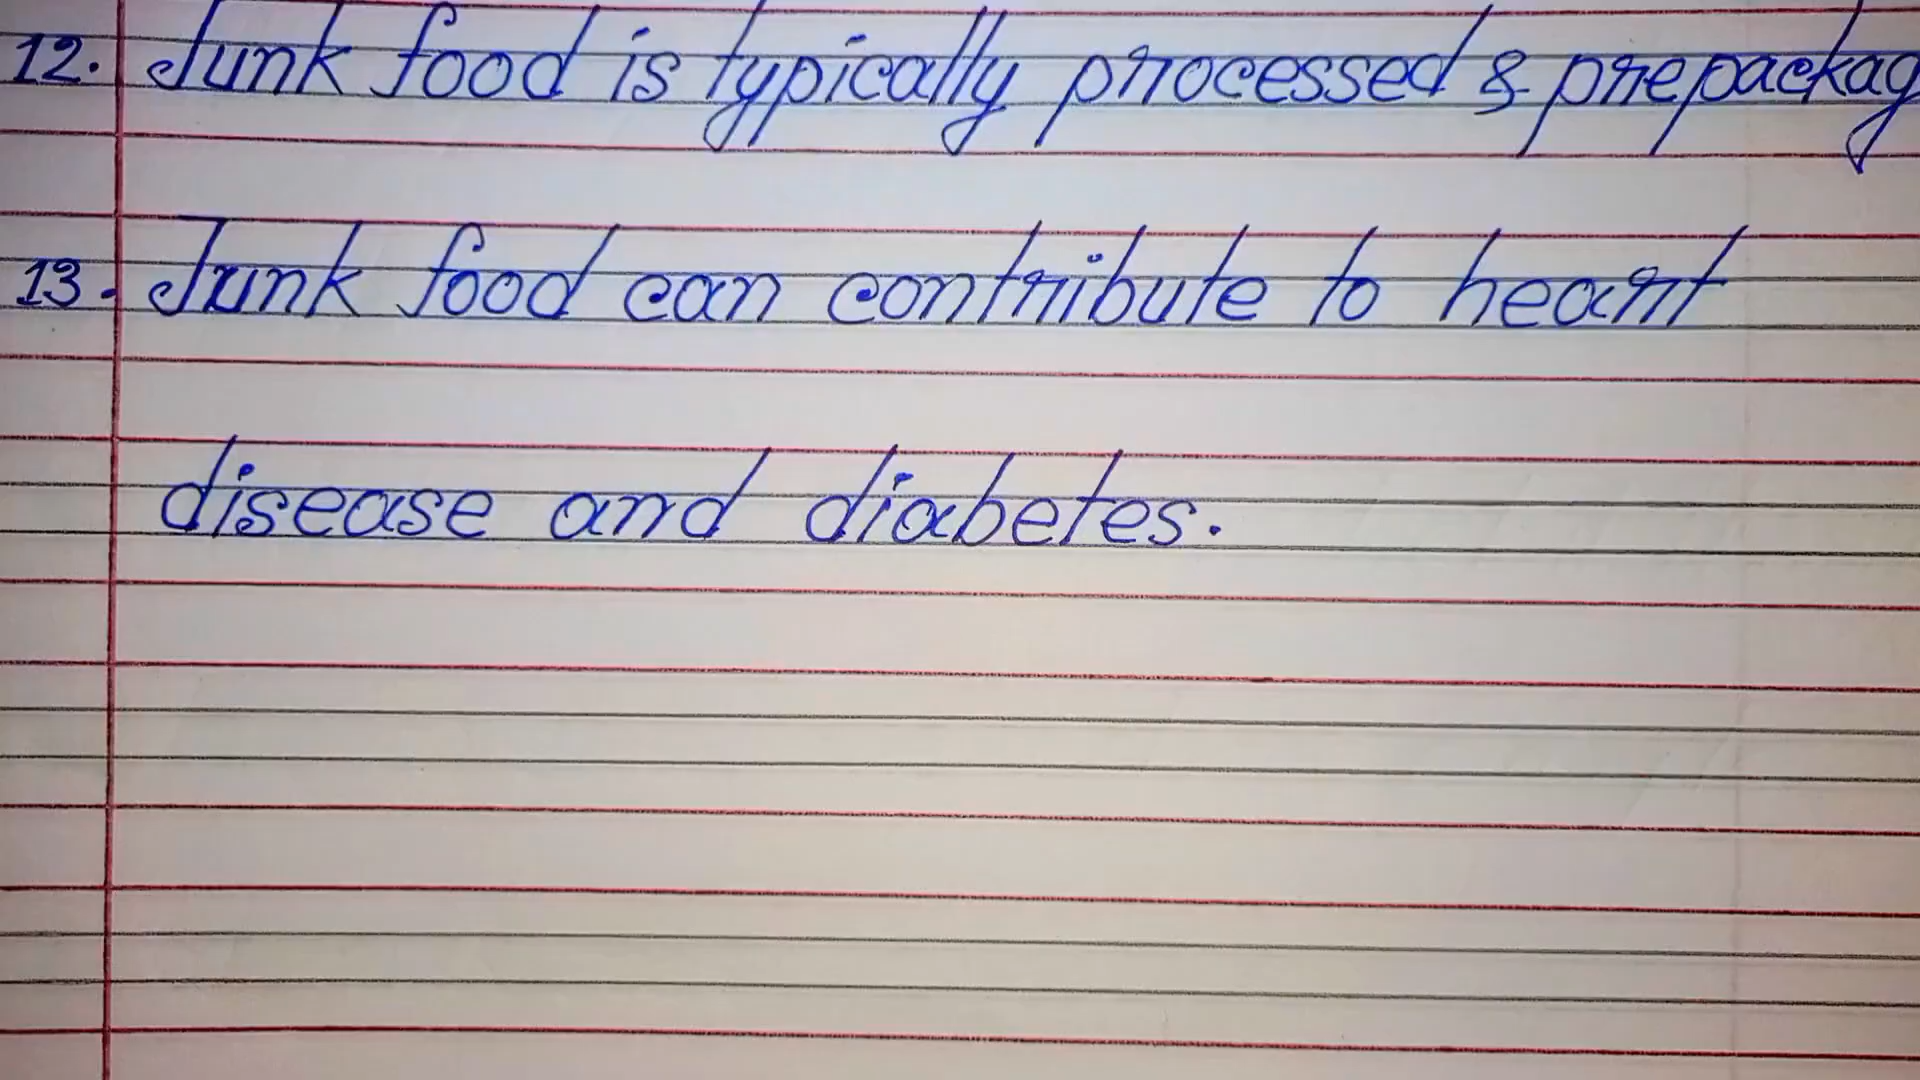 12. Junk food is typically processed & prepackag
13. Junk food can contribute to heart
disease and diabetes.